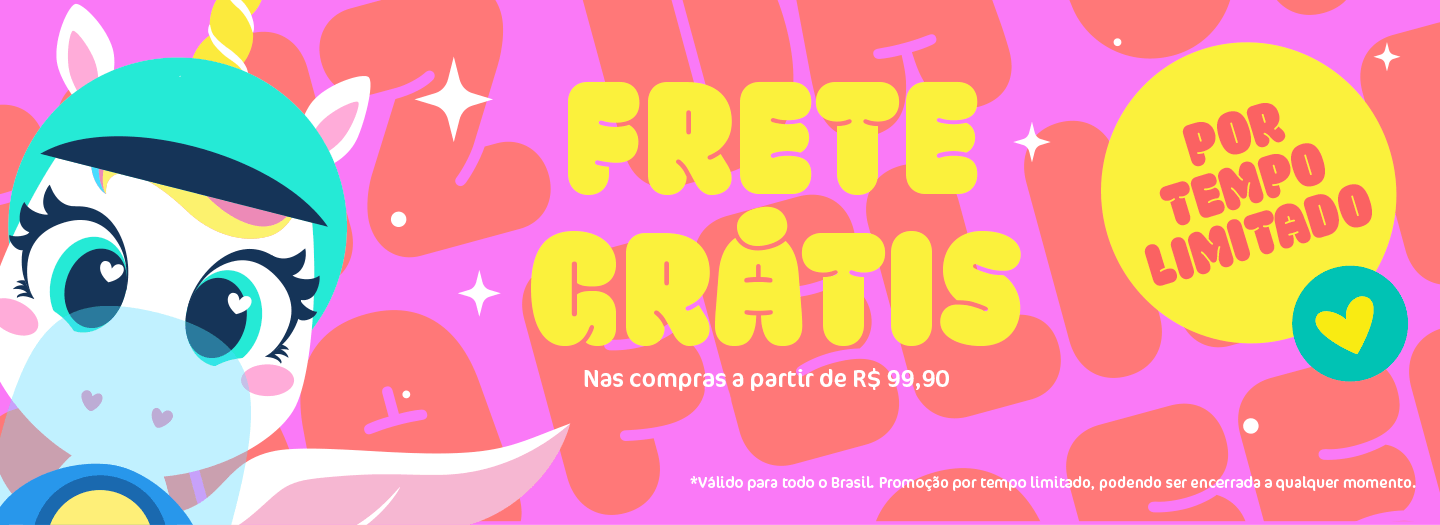 FRETE
GRÁTIS
Nas compras a partir de R$ 99,90
POR
TEMPO
LIMITADO
*Válido para todo o Brasil. Promoção por tempo limitado, podendo ser encerrada a qualquer momento.